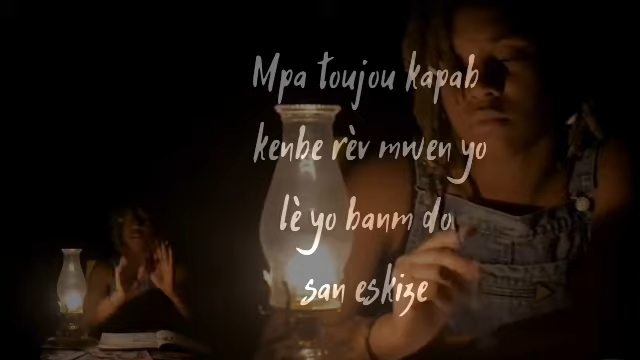 Mpa toujou kapab
kenbe rèv mwen yo
lè yo banm do
san eskize